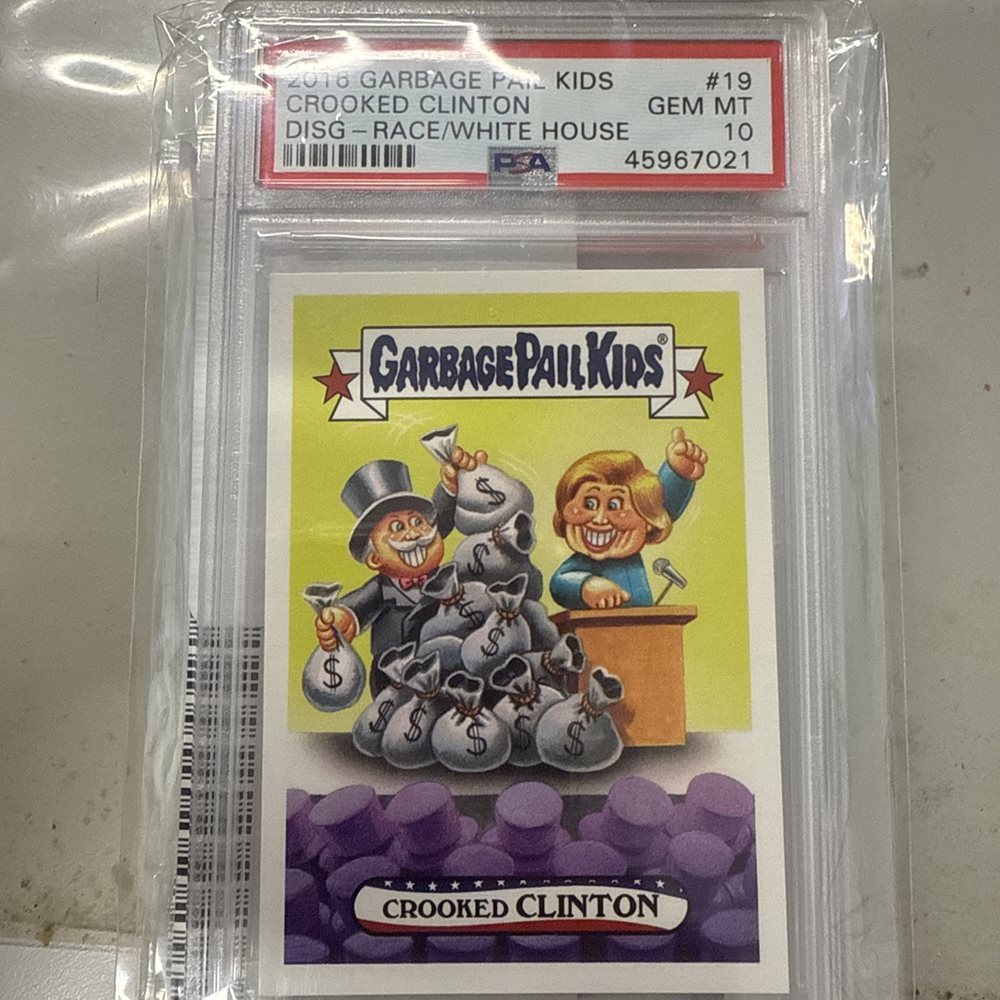 2016 GARBAGE PAIL KIDS #19
CROOKED CLINTON GEM MT
DISG – RACE/WHITE HOUSE 10
PSA 45967021
GARBAGE PAIL KIDS®
$
$
$
$
$
$
$
$
$
$
CROOKED CLINTON